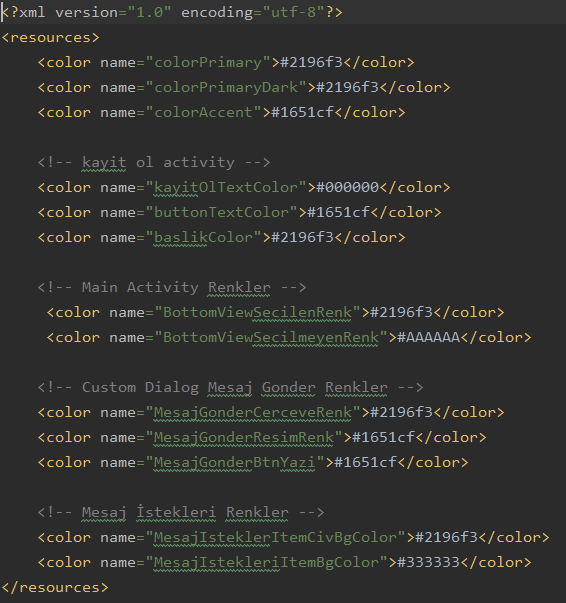 <?xml version="1.0" encoding="utf-8"?>
<resources>
<color name="colorPrimary">#2196f3</color>
<color name="colorPrimaryDark">#2196f3</color>
<color name="colorAccent">#1651cf</color>
<!-- kayit ol activity -->
<color name="kayitOlTextColor">#000000</color>
<color name="buttonTextColor">#1651cf</color>
<color name="baslikColor">#2196f3</color>
<!-- Main Activity Renkler -->
<color name="BottomViewSecilenRenk">#2196f3</color>
<color name="BottomViewSecilmeyenRenk">#AAAAAA</color>
<!-- Custom Dialog Mesaj Gonder Renkler -->
<color name="MesajGonderCerceveRenk">#2196f3</color>
<color name="MesajGonderResimRenk">#1651cf</color>
<color name="MesajGonderBtnYazi">#1651cf</color>
<!-- Mesaj İstekleri Renkler -->
<color name="MesajIsteklerItemCivBgColor">#2196f3</color>
<color name="MesajIstekleriItemBgColor">#333333</color>
</resources>